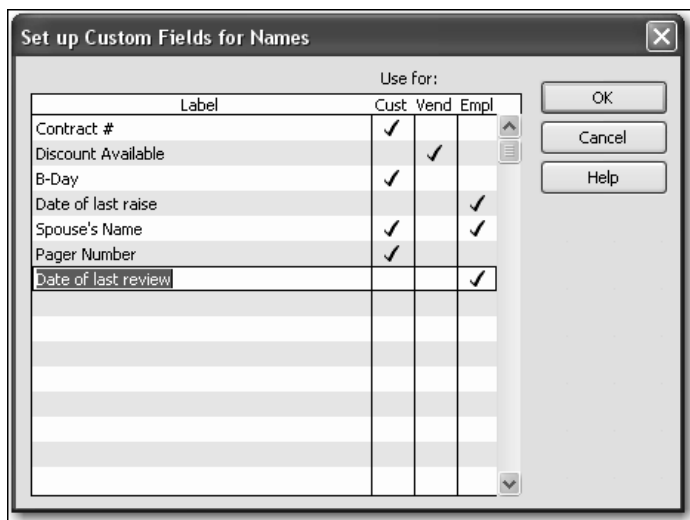 Set up Custom Fields for Names
Use for:
Label Cust Vend Empl
Contract #
Discount Available
B-Day
Date of last raise
Spouse's Name
Pager Number
Date of last review
OK
Cancel
Help